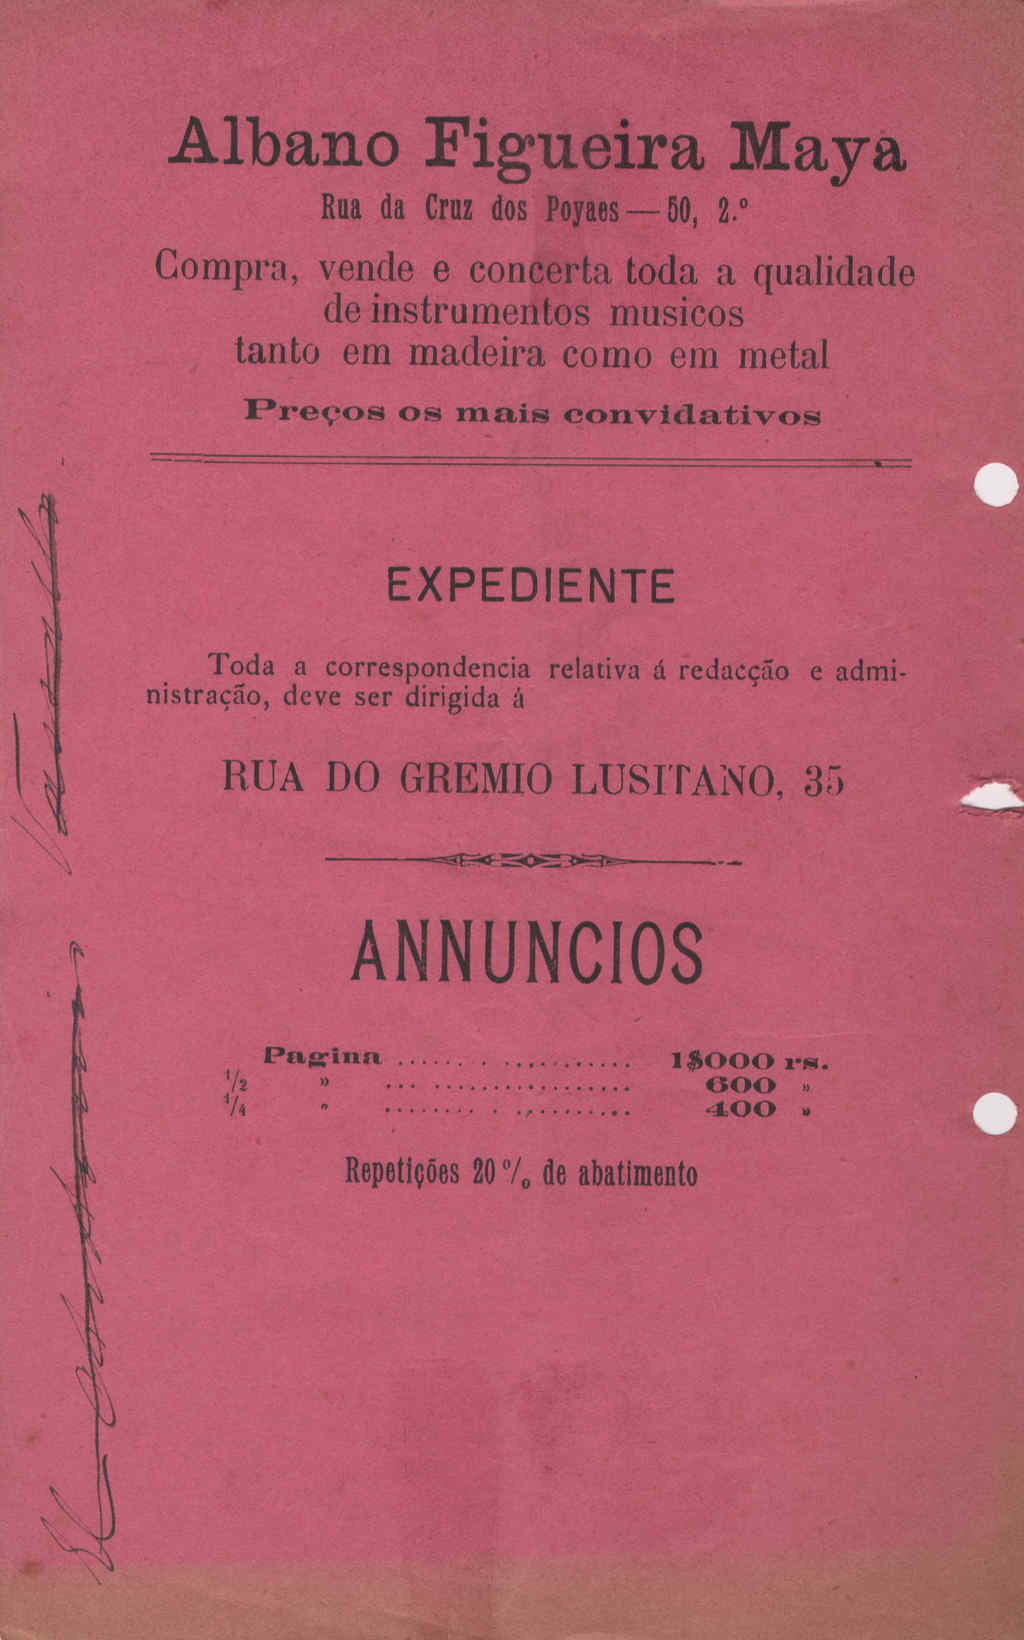 Albano Figueira Maya
Rua da Cruz dos Poyaes — 50, 2.º
Compra, vende e concerta toda a qualidade
de instrumentos musicos
tanto em madeira como em metal
Preços os mais convidativos
EXPEDIENTE
Toda a correspondencia relativa á redacção e admi-
nistração, deve ser dirigida á
RUA DO GREMIO LUSITANO, 35
ANNUNCIOS
Pagina .................... 1$000 rs.
1/2 » .................... 600 »
1/4 » .................... 400 »
Repetições 20 % de abatimento